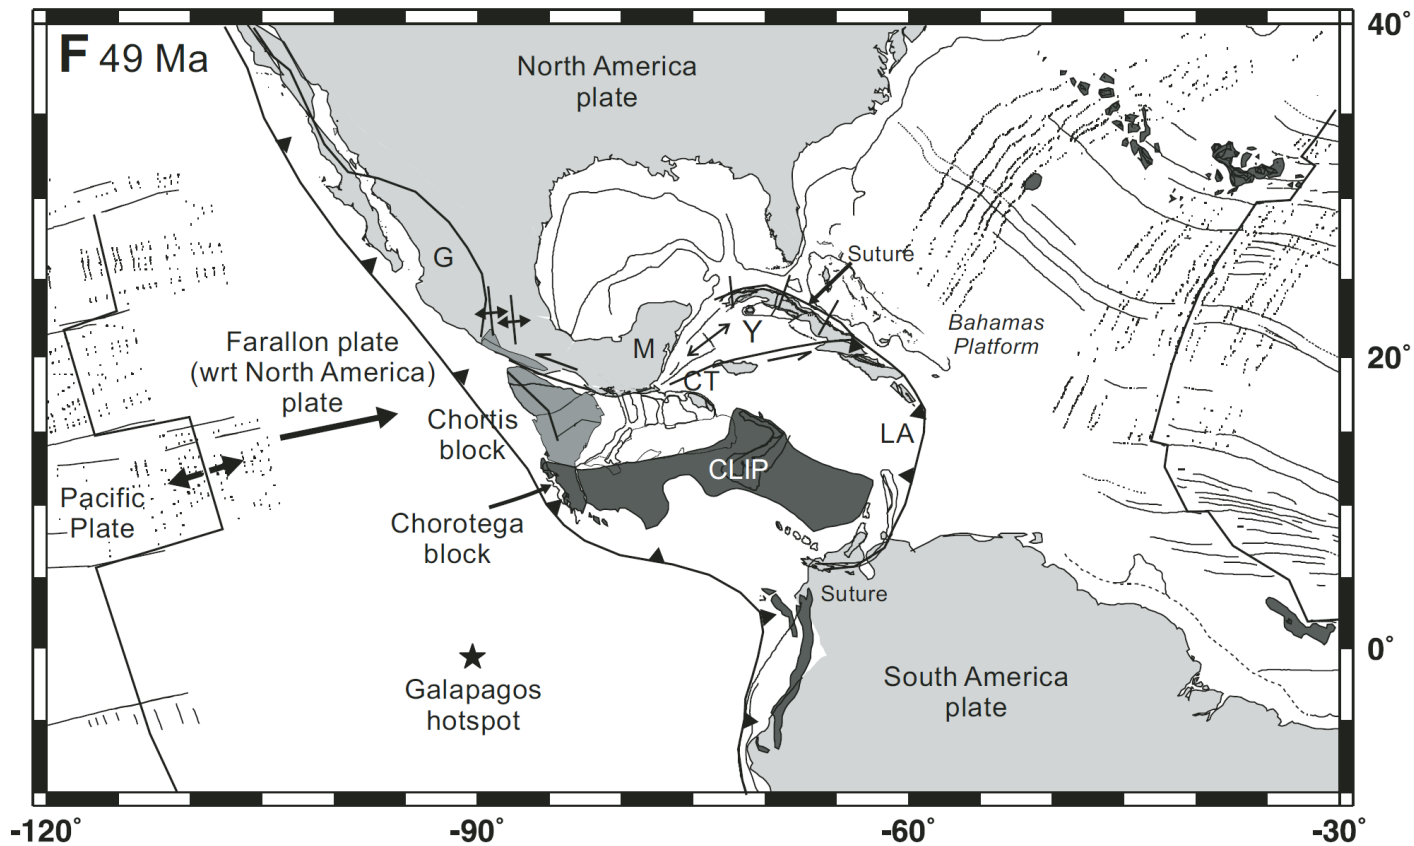 F 49 Ma
North America
plate
40˚
G
Suture
Farallon plate
(wrt North America)
plate
M
Y
Bahamas
Platform
20˚
CT
Chortis
block
LA
CLIP
Pacific
Plate
Chorotega
block
Suture
Galapagos
hotspot
South America
plate
0˚
-120˚
-90˚
-60˚
-30˚